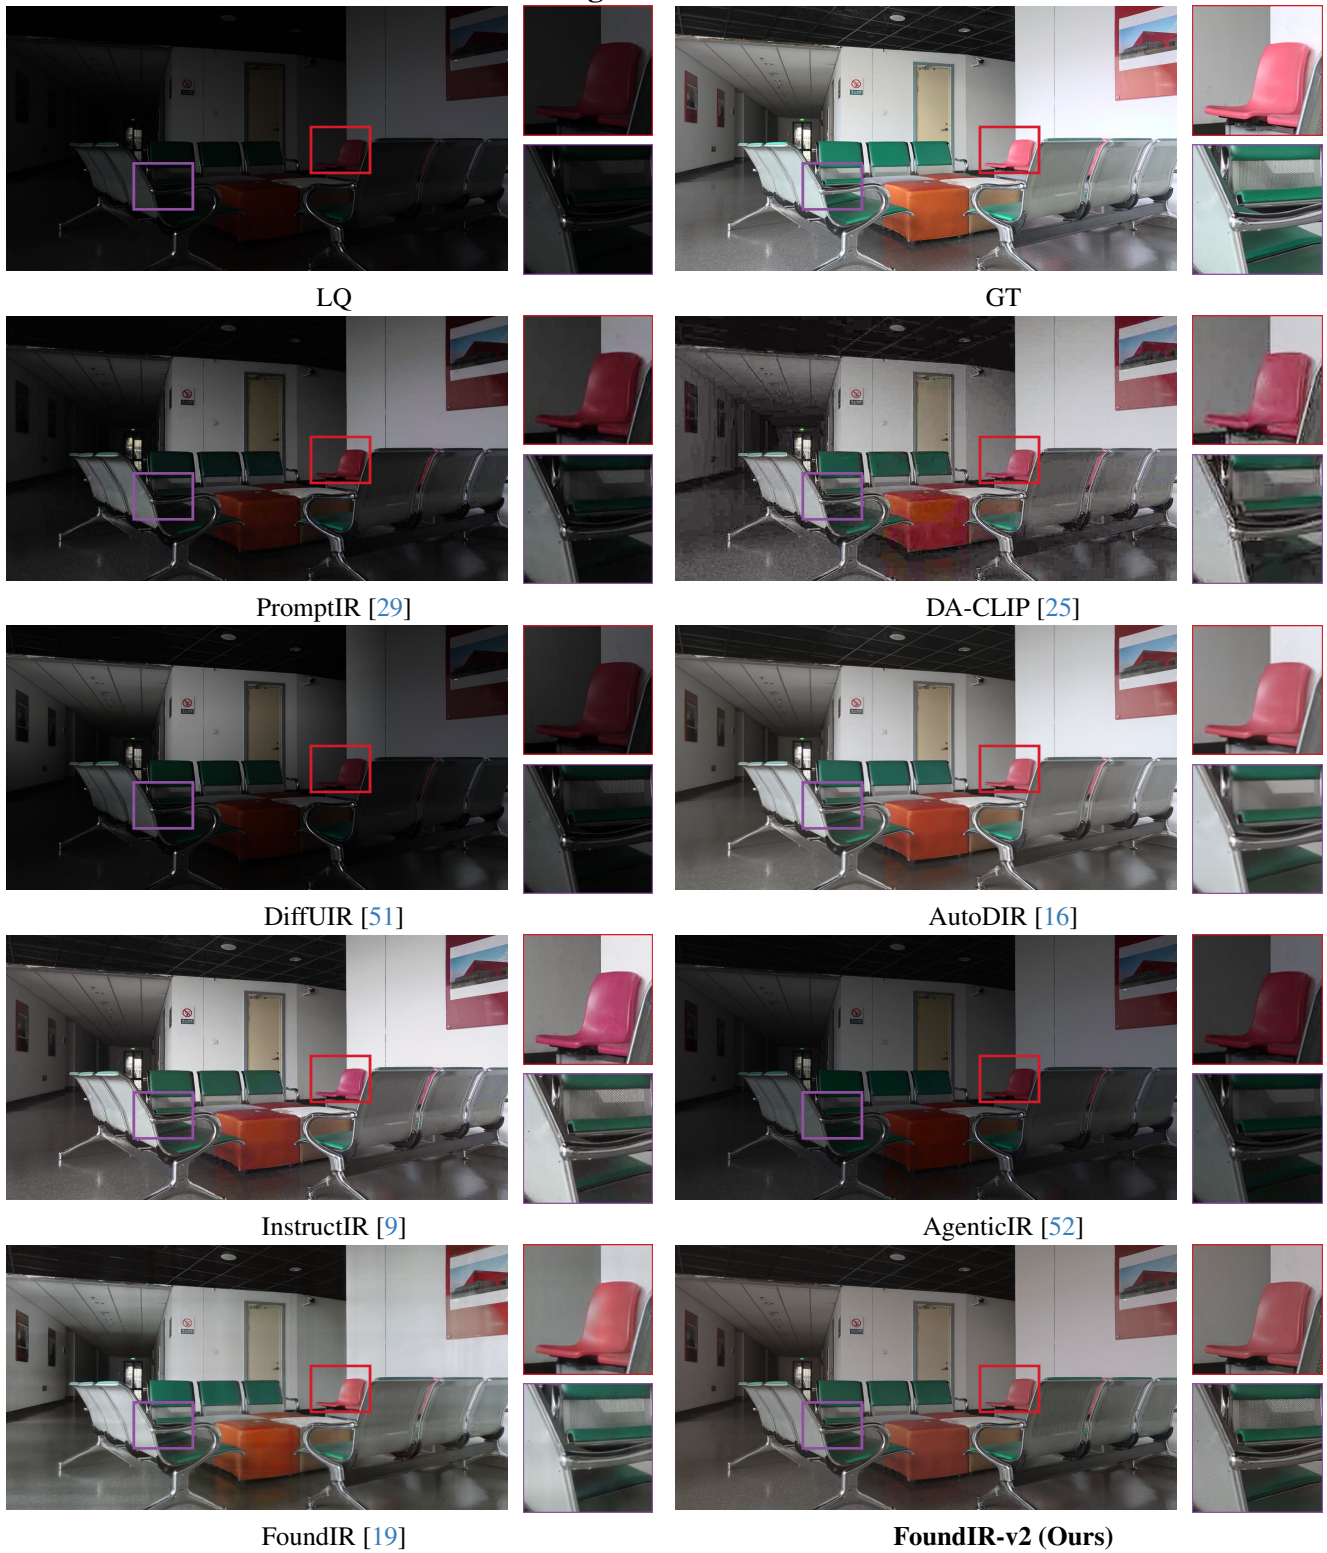 g
LQ
GT
PromptIR [29]
DA-CLIP [25]
DiffUIR [51]
AutoDIR [16]
InstructIR [9]
AgenticIR [52]
FoundIR [19]
FoundIR-v2 (Ours)